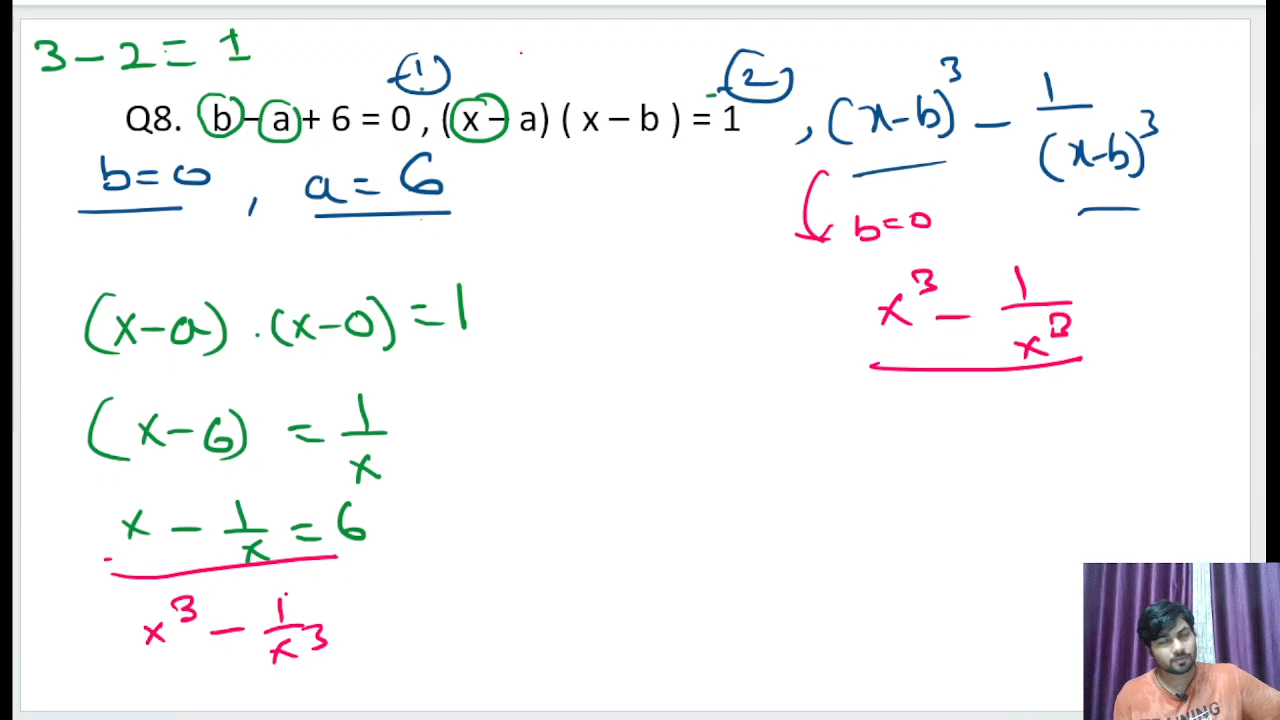 3 - 2 = 1
-(1) -(2)
Q8. b - a + 6 = 0 , ( x – a) ( x – b ) = 1 , (x-b)³ - 1/(x-b)³
b=0 , a=6
b=0
x³ - 1/x³
(x-a) . (x-0) = 1
(x-6) = 1/x
x - 1/x = 6
x³ - 1/x³
TRAINING